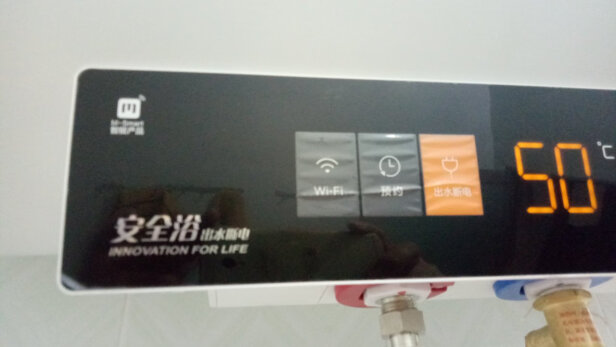 M-Smart
智能产品
Wi-Fi
预约
出水断电
50
°C
安全浴 出水断电
INNOVATION FOR LIFE